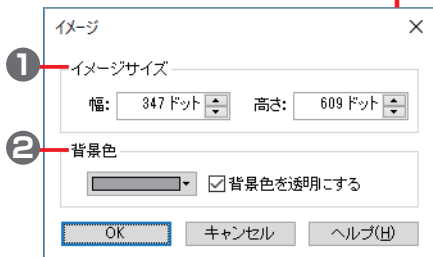 イメージ
❶ イメージサイズ
幅: 347 ドット 高さ: 609 ドット
❷ 背景色
背景色を透明にする
OK キャンセル ヘルプ(H)